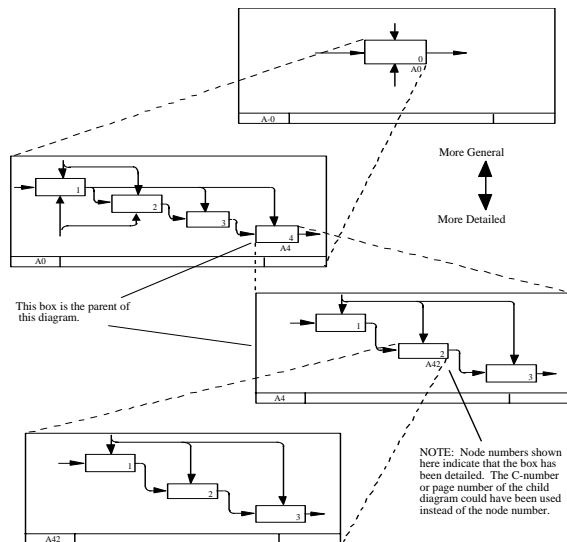 0
A0
A-0
More General
More Detailed
1
2
3
4
A4
A0
This box is the parent of
this diagram.
1
2
A42
3
A4
NOTE: Node numbers shown
here indicate that the box has
been detailed. The C-number
or page number of the child
diagram could have been used
instead of the node number.
1
2
3
A42